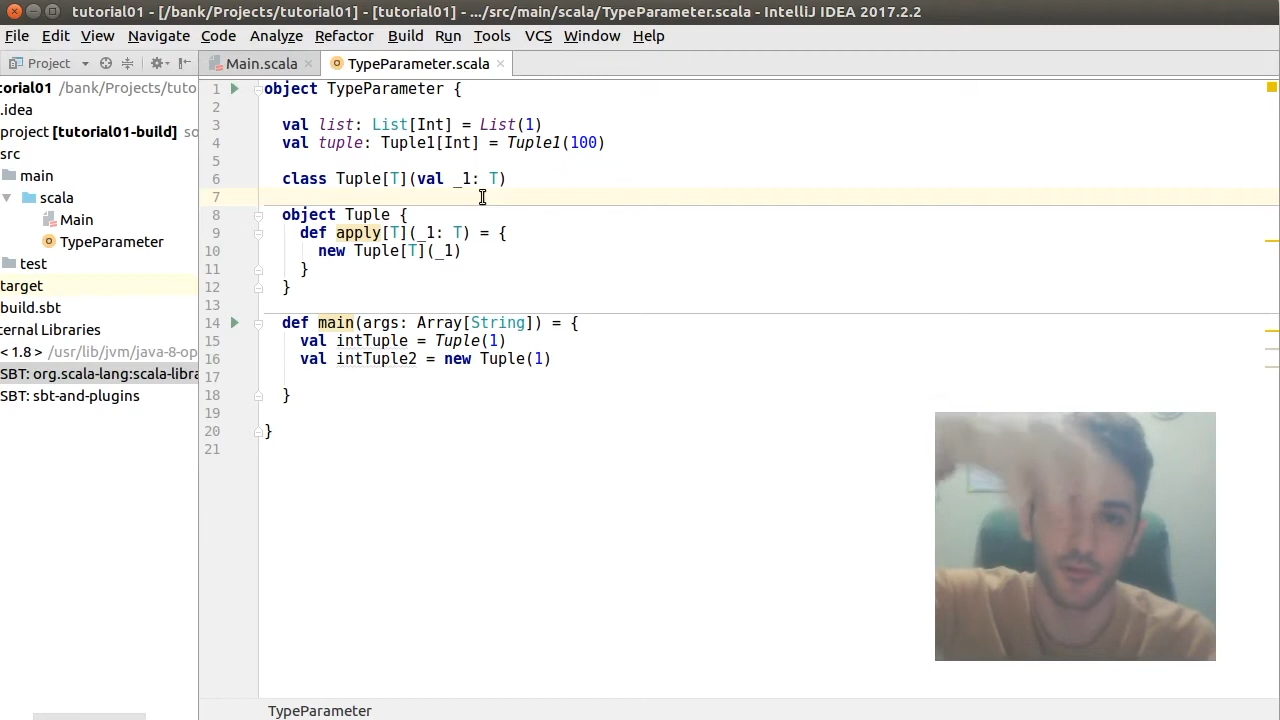 tutorial01 - [/bank/Projects/tutorial01] - [tutorial01] - .../src/main/scala/TypeParameter.scala - IntelliJ IDEA 2017.2.2
File Edit View Navigate Code Analyze Refactor Build Run Tools VCS Window Help
Project
Main.scala
TypeParameter.scala
torial01 /bank/Projects/tuto
.idea
project [tutorial01-build] so
src
main
scala
Main
TypeParameter
test
target
build.sbt
ternal Libraries
< 1.8 > /usr/lib/jvm/java-8-op
SBT: org.scala-lang:scala-libra
SBT: sbt-and-plugins
1 object TypeParameter {
2
3 val list: List[Int] = List(1)
4 val tuple: Tuple1[Int] = Tuple1(100)
5
6 class Tuple[T](val _1: T)
7
8 object Tuple {
9 def apply[T](_1: T) = {
10 new Tuple[T](_1)
11 }
12 }
13
14 def main(args: Array[String]) = {
15 val intTuple = Tuple(1)
16 val intTuple2 = new Tuple(1)
17
18 }
19
20 }
21
TypeParameter